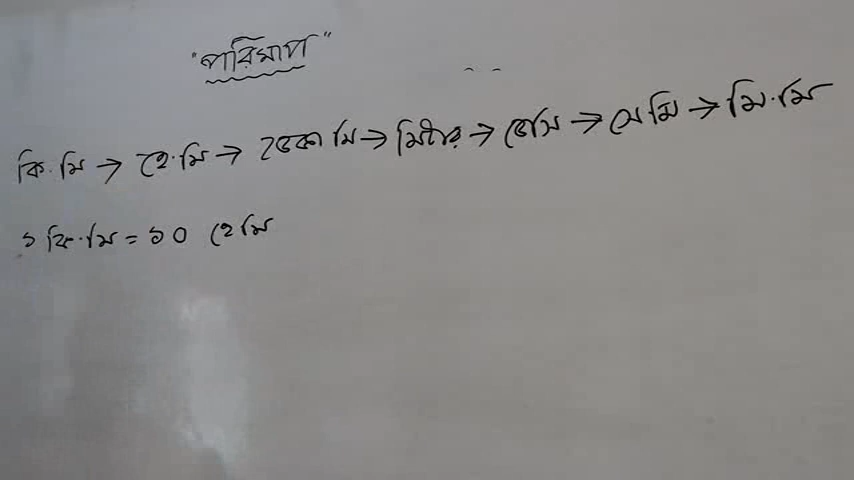 "পরিমাপ"
কি.মি → হে.মি → ডেকা মি → মিটার → ডেমি → সেমি → মি.মি
১ কি.মি = ১০ হেমি